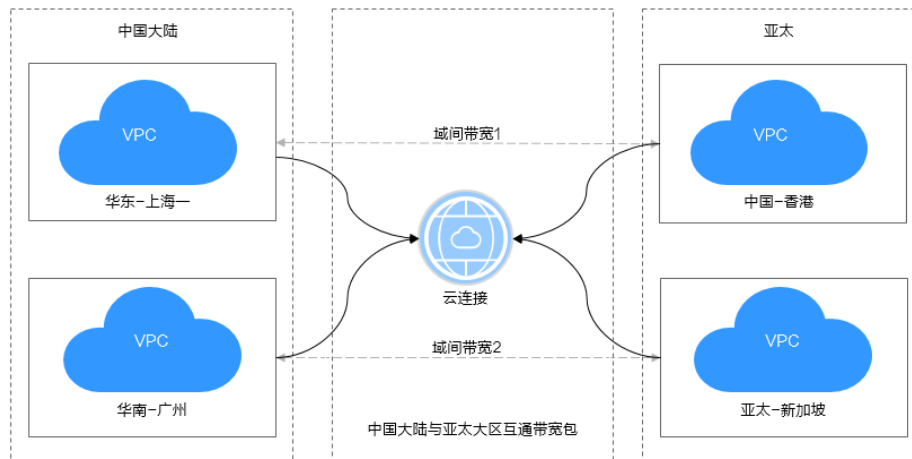 中国大陆
亚太
VPC
域间带宽1
VPC
华东-上海一
中国-香港
云连接
VPC
域间带宽2
VPC
华南-广州
亚太-新加坡
中国大陆与亚太大区互通带宽包